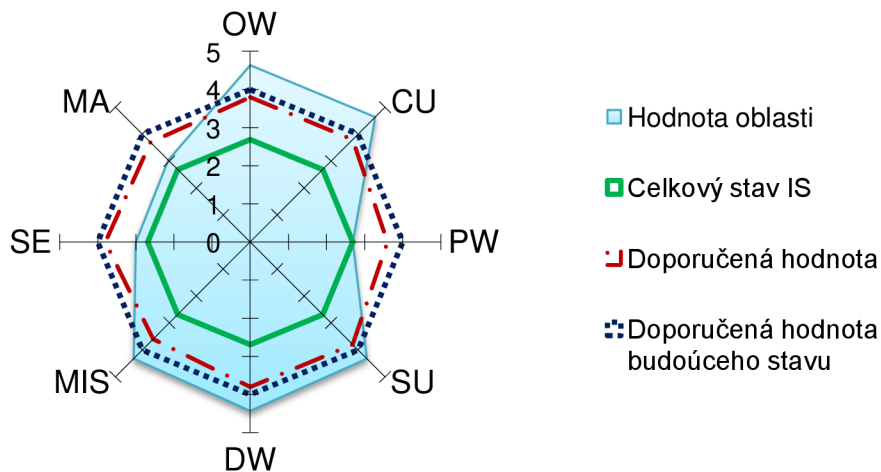 OW
5
4
3
2
1
0
MA
CU
SE
PW
MIS
SU
DW
Hodnota oblasti
Celkový stav IS
Doporučená hodnota
Doporučená hodnota
budoúceho stavu